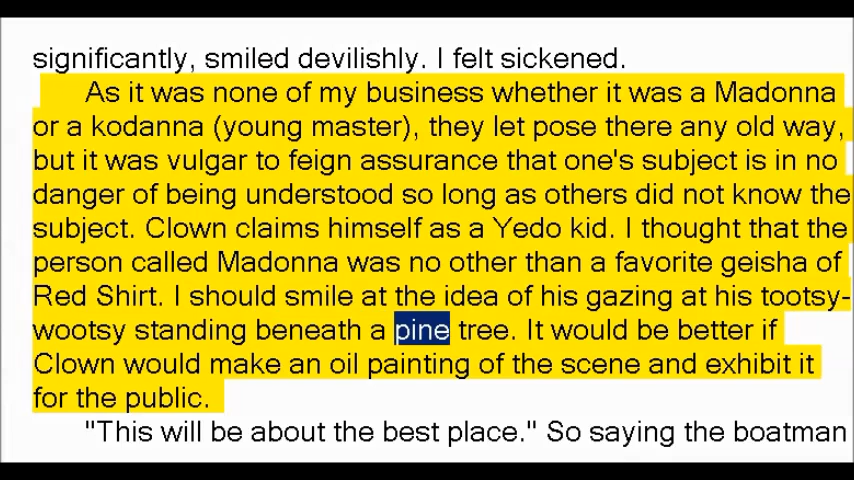 significantly, smiled devilishly. I felt sickened.
As it was none of my business whether it was a Madonna
or a kodanna (young master), they let pose there any old way,
but it was vulgar to feign assurance that one's subject is in no
danger of being understood so long as others did not know the
subject. Clown claims himself as a Yedo kid. I thought that the
person called Madonna was no other than a favorite geisha of
Red Shirt. I should smile at the idea of his gazing at his tootsy-
wootsy standing beneath a pine tree. It would be better if
Clown would make an oil painting of the scene and exhibit it
for the public.
"This will be about the best place." So saying the boatman